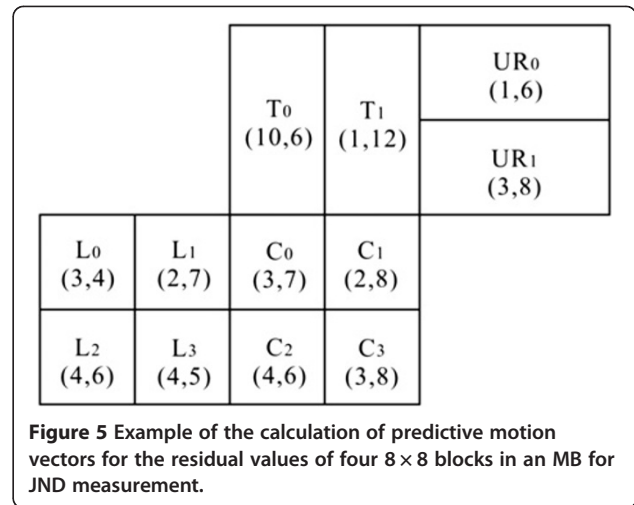 UR₀
(1,6)
T₀
T₁
(10,6)
(1,12)
UR₁
(3,8)
L₀
L₁
C₀
C₁
(3,4)
(2,7)
(3,7)
(2,8)
L₂
L₃
C₂
C₃
(4,6)
(4,5)
(4,6)
(3,8)
Figure 5 Example of the calculation of predictive motion
vectors for the residual values of four 8 × 8 blocks in an MB for
JND measurement.